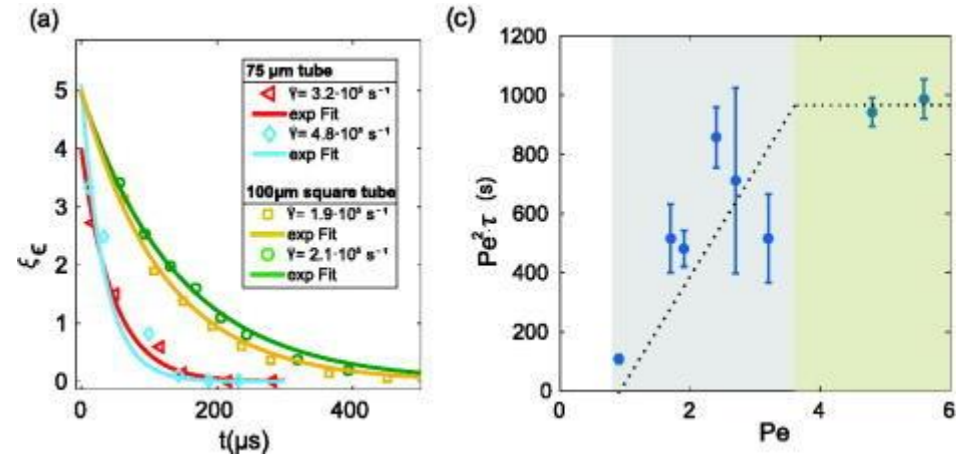 (a)
5
4
3
2
1
0
ξϵ
0
200
400
t(μs)
75 μm tube
γ̇= 3.2·10⁵ s⁻¹
exp Fit
γ̇= 4.8·10⁵ s⁻¹
exp Fit
100μm square tube
γ̇= 1.9·10⁵ s⁻¹
exp Fit
γ̇= 2.1·10⁵ s⁻¹
exp Fit
(c)
1200
1000
800
600
400
200
0
Pe²·τ (s)
0
2
4
6
Pe